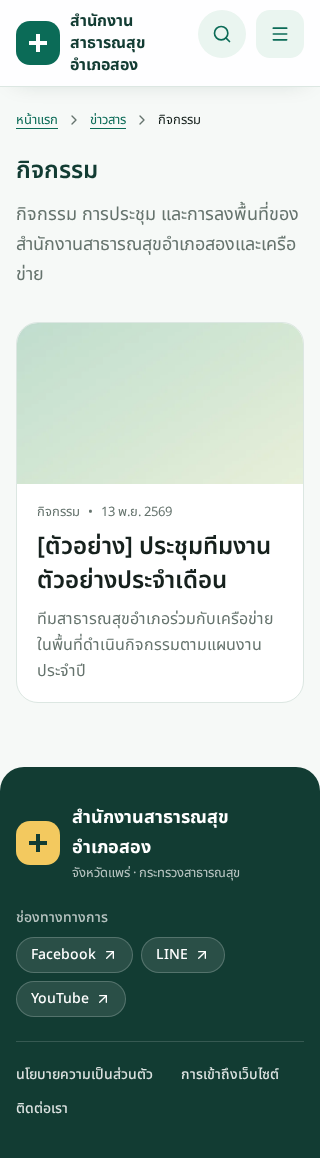 สำนักงาน
สาธารณสุข
อำเภอสอง
หน้าแรก > ข่าวสาร > กิจกรรม
กิจกรรม
กิจกรรม การประชุม และการลงพื้นที่ของ
สำนักงานสาธารณสุขอำเภอสองและเครือ
ข่าย
กิจกรรม • 13 พ.ย. 2569
[ตัวอย่าง] ประชุมทีมงาน
ตัวอย่างประจำเดือน
ทีมสาธารณสุขอำเภอร่วมกับเครือข่าย
ในพื้นที่ดำเนินกิจกรรมตามแผนงาน
ประจำปี
สำนักงานสาธารณสุข
อำเภอสอง
จังหวัดแพร่ · กระทรวงสาธารณสุข
ช่องทางทางการ
Facebook
LINE
YouTube
นโยบายความเป็นส่วนตัว
การเข้าถึงเว็บไซต์
ติดต่อเรา